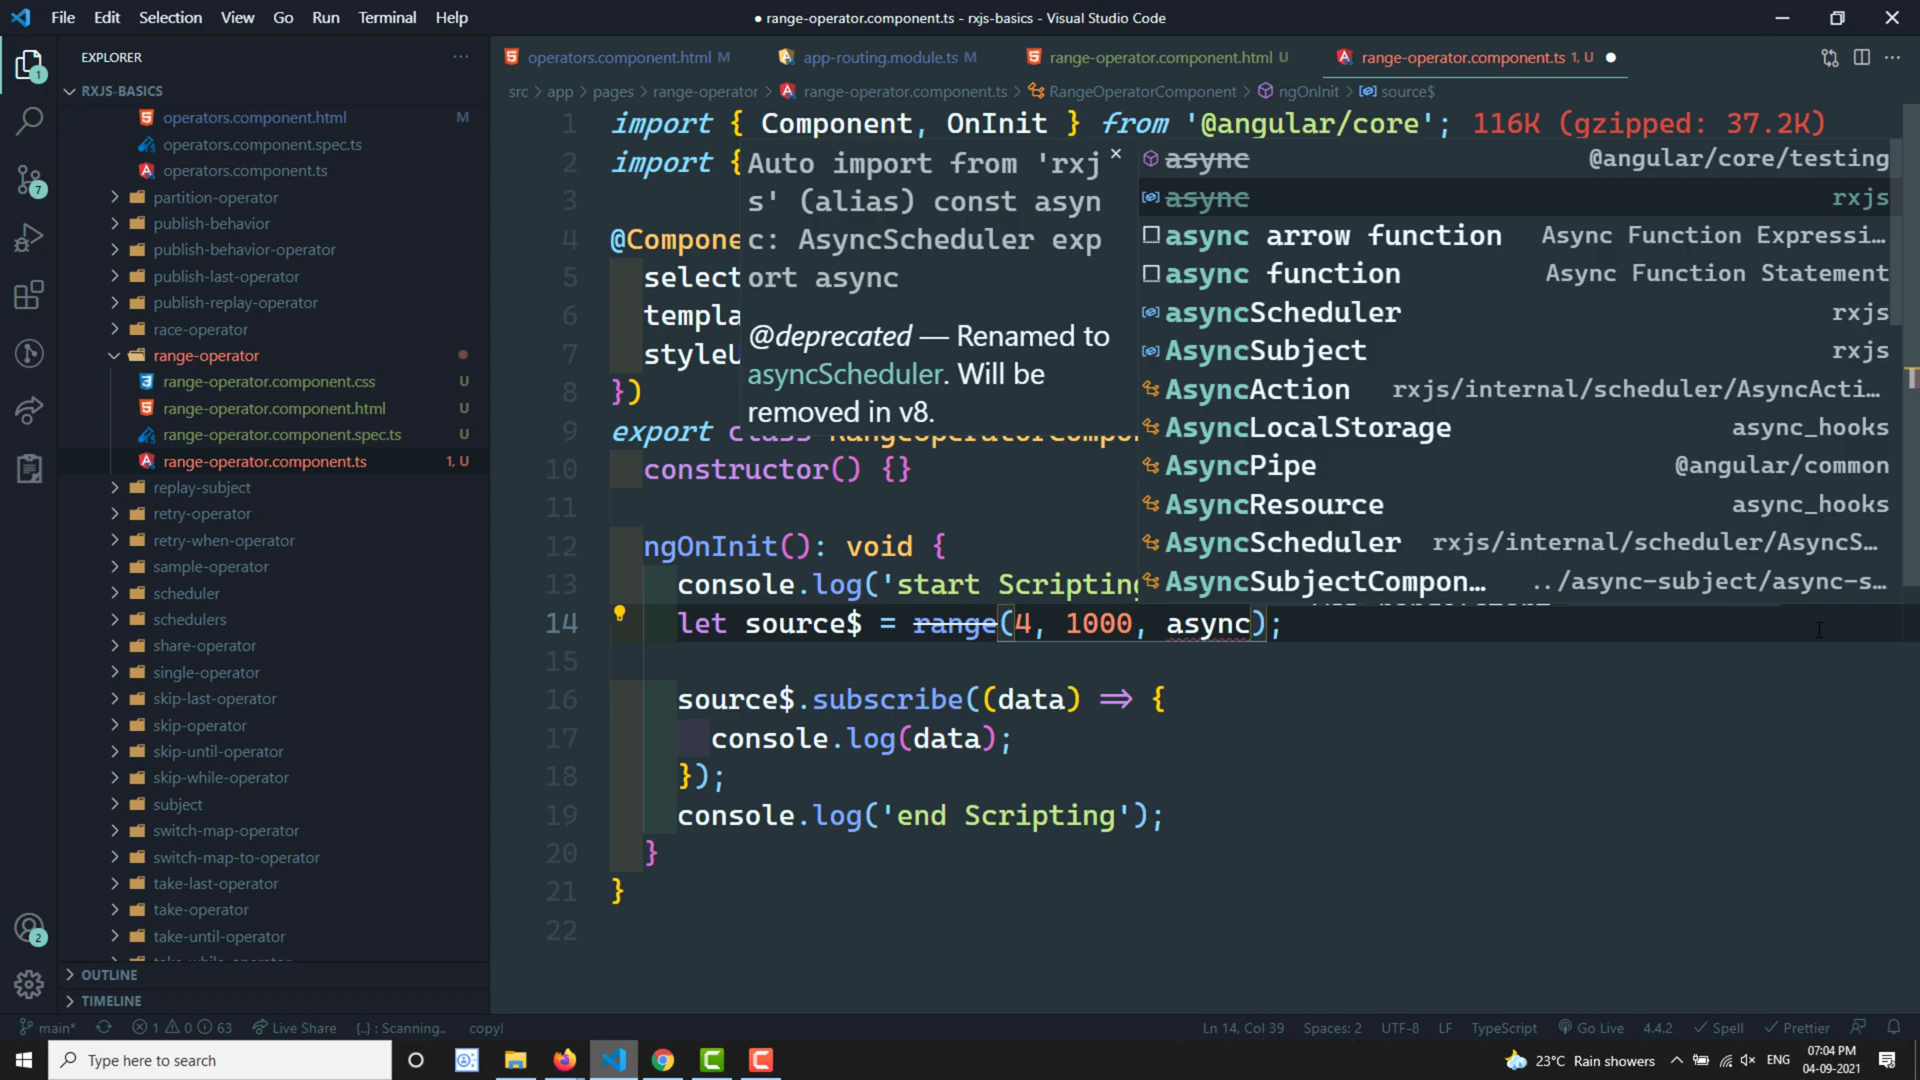 File Edit Selection View Go Run Terminal Help
● range-operator.component.ts - rxjs-basics - Visual Studio Code
EXPLORER
operators.component.html M
app-routing.module.ts M
range-operator.component.html U
range-operator.component.ts 1, U
RXJS-BASICS
src > app > pages > range-operator > range-operator.component.ts > RangeOperatorComponent > ngOnInit > source$
operators.component.html M
operators.component.spec.ts
operators.component.ts
partition-operator
publish-behavior
publish-behavior-operator
publish-last-operator
publish-replay-operator
race-operator
range-operator
range-operator.component.css U
range-operator.component.html U
range-operator.component.spec.ts U
range-operator.component.ts 1, U
replay-subject
retry-operator
retry-when-operator
sample-operator
scheduler
schedulers
share-operator
single-operator
skip-last-operator
skip-operator
skip-until-operator
skip-while-operator
subject
switch-map-operator
switch-map-to-operator
take-last-operator
take-operator
take-until-operator
OUTLINE
TIMELINE
1 import { Component, OnInit } from '@angular/core'; 116K (gzipped: 37.2K)
2 import {
3
4 @Compone
5 select
6 templa
7 styleU
8 })
9 export class RangeOperatorCompo
10 constructor() {}
11
12 ngOnInit(): void {
13 console.log('start Scripting
14 let source$ = range(4, 1000, async);
15
16 source$.subscribe((data) => {
17 console.log(data);
18 });
19 console.log('end Scripting');
20 }
21 }
22
Auto import from 'rxj
s' (alias) const asyn
c: AsyncScheduler exp
ort async
@deprecated — Renamed to
asyncScheduler. Will be
removed in v8.
async @angular/core/testing
async rxjs
async arrow function Async Function Expressi…
async function Async Function Statement
asyncScheduler rxjs
AsyncSubject rxjs
AsyncAction rxjs/internal/scheduler/AsyncActi…
AsyncLocalStorage async_hooks
AsyncPipe @angular/common
AsyncResource async_hooks
AsyncScheduler rxjs/internal/scheduler/AsyncS…
AsyncSubjectCompon… ../async-subject/async-s…
1
7
2
main* 1 0 63 Live Share {..} : Scanning.. copy!
Ln 14, Col 39 Spaces: 2 UTF-8 LF TypeScript Go Live 4.4.2 Spell Prettier
Type here to search
23°C Rain showers ENG
07:04 PM
04-09-2021